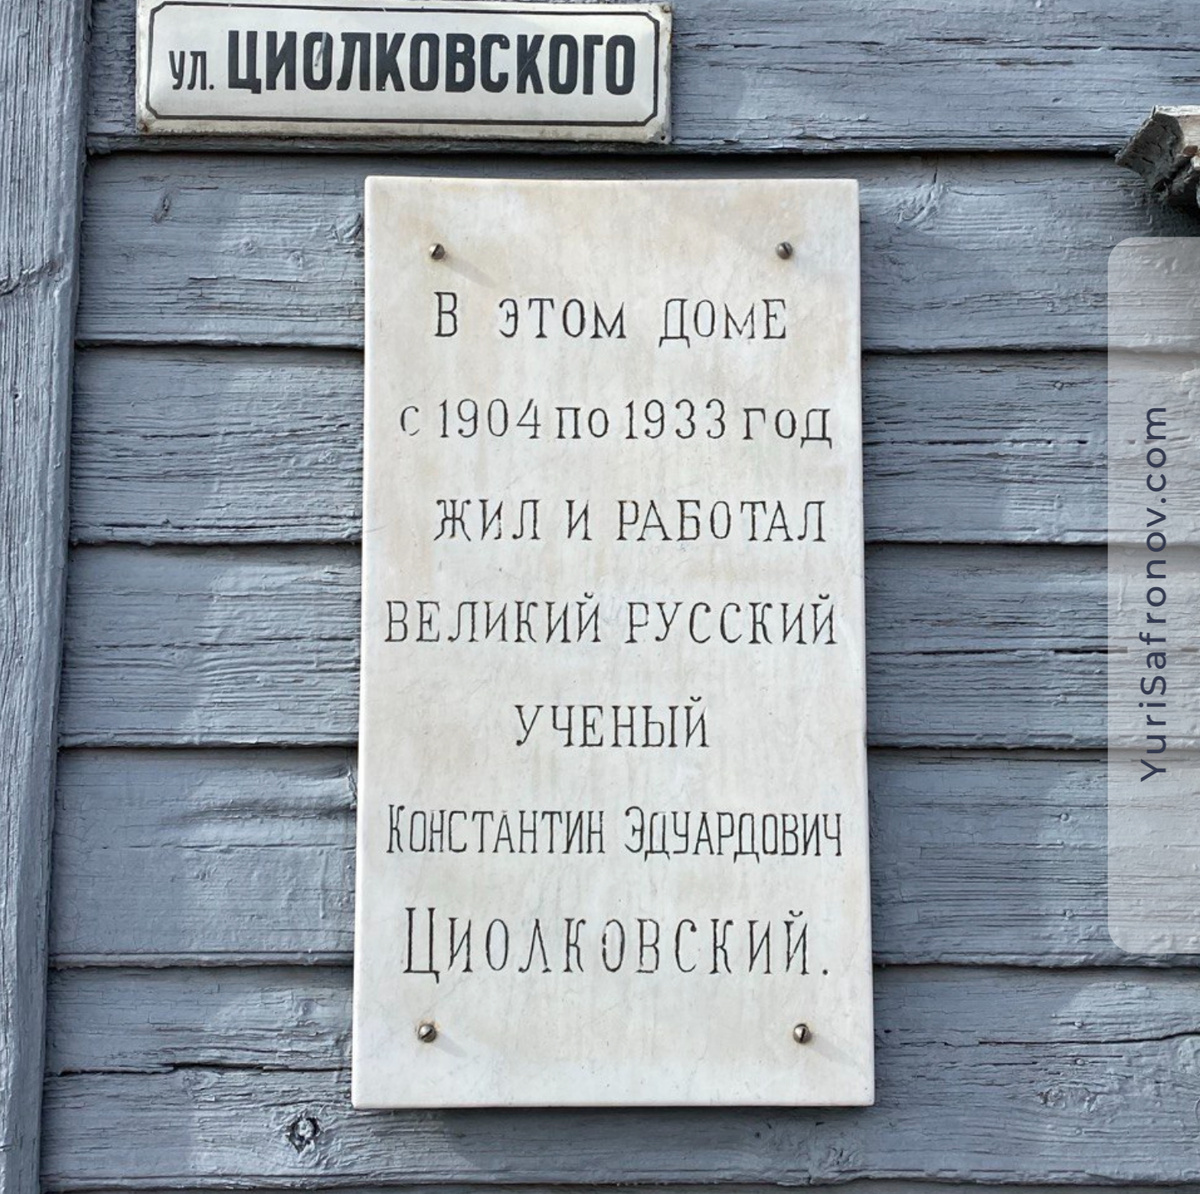 ул. ЦИОЛКОВСКОГО
В ЭТОМ ДОМЕ
С 1904 ПО 1933 ГОД
ЖИЛ И РАБОТАЛ
ВЕЛИКИЙ РУССКИЙ
УЧЕНЫЙ
КОНСТАНТИН ЭДУАРДОВИЧ
ЦИОЛКОВСКИЙ.
YuriSafronov.com